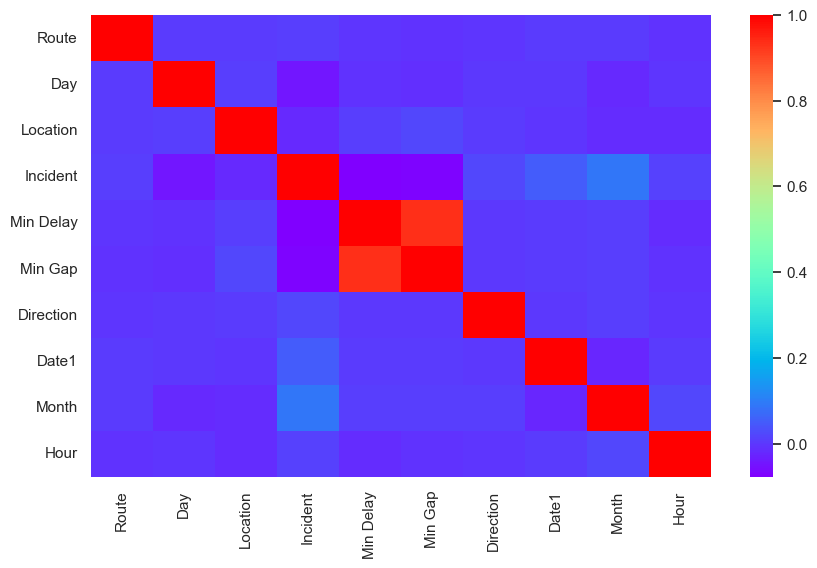 Route
Day
Location
Incident
Min Delay
Min Gap
Direction
Date1
Month
Hour
Route
Day
Location
Incident
Min Delay
Min Gap
Direction
Date1
Month
Hour
1.0
0.8
0.6
0.4
0.2
0.0